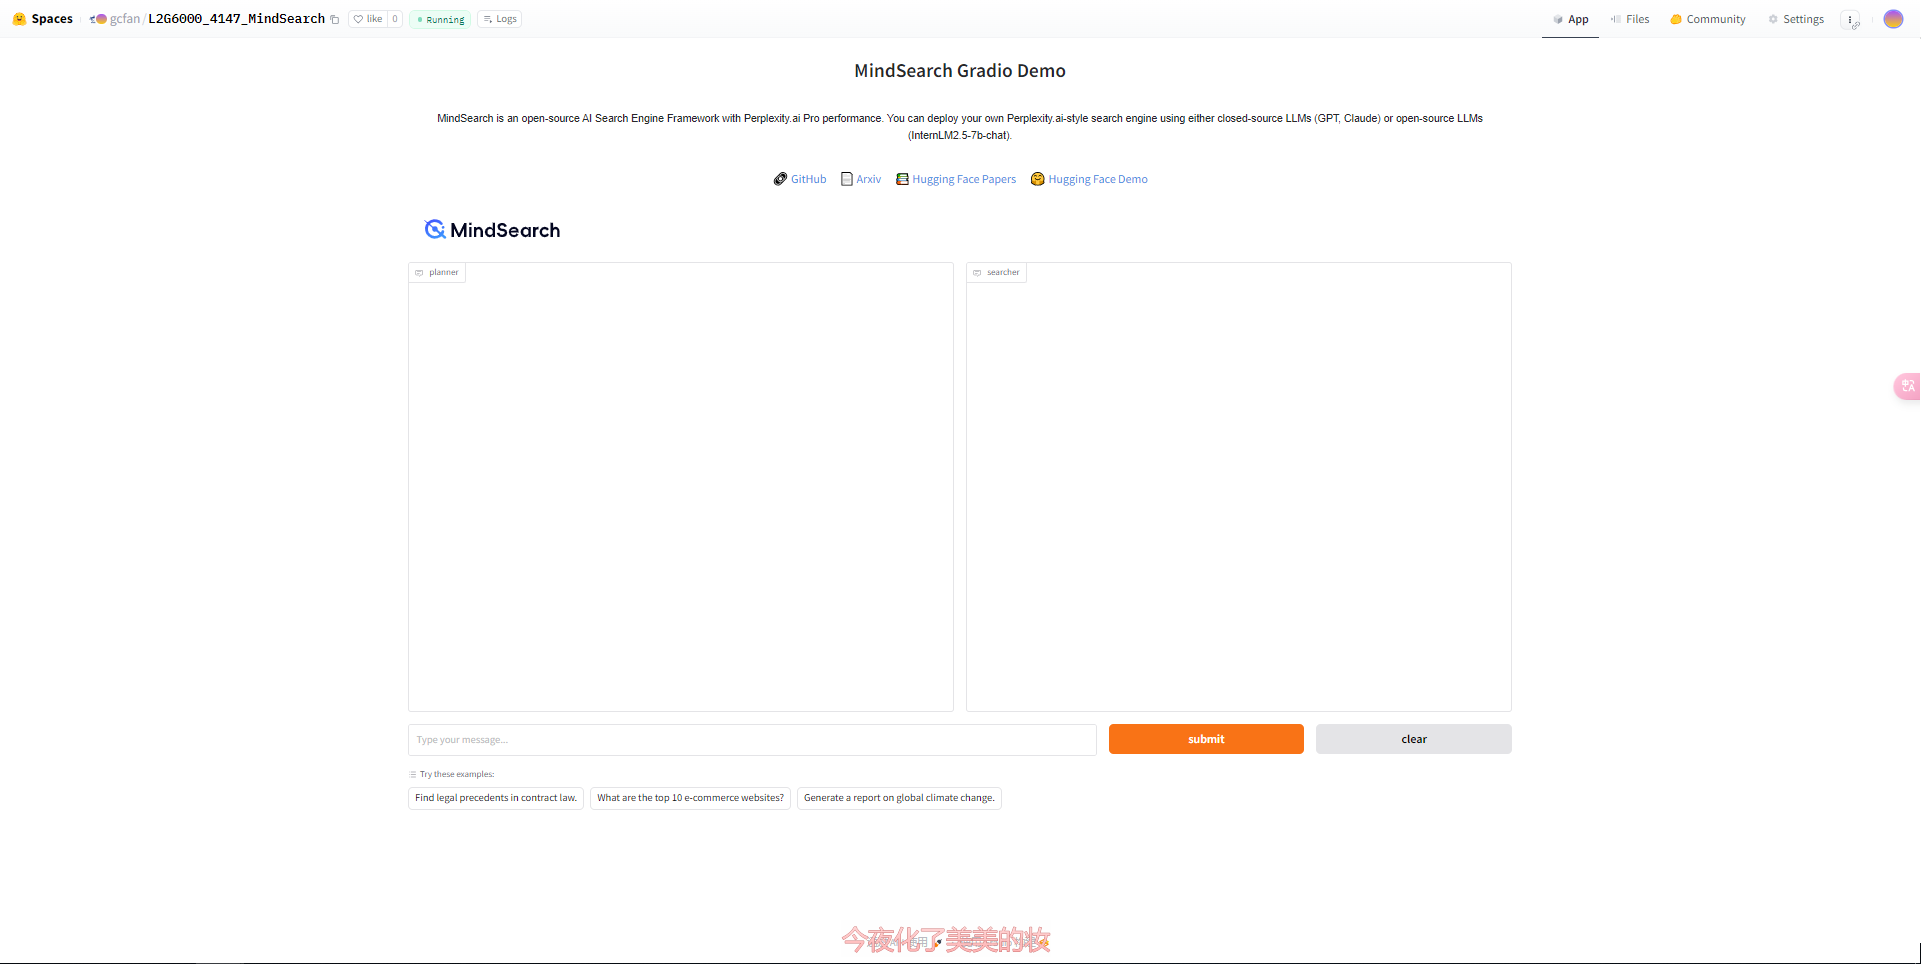 Spaces gcfan / L2G6000_4147_MindSearch like 0 Running Logs App Files Community Settings
MindSearch Gradio Demo
MindSearch is an open-source AI Search Engine Framework with Perplexity.ai Pro performance. You can deploy your own Perplexity.ai-style search engine using either closed-source LLMs (GPT, Claude) or open-source LLMs
(InternLM2.5-7b-chat).
GitHub Arxiv Hugging Face Papers Hugging Face Demo
MindSearch
planner
searcher
Type your message...
submit
clear
Try these examples:
Find legal precedents in contract law.
What are the top 10 e-commerce websites?
Generate a report on global climate change.
今夜化了美美的妆